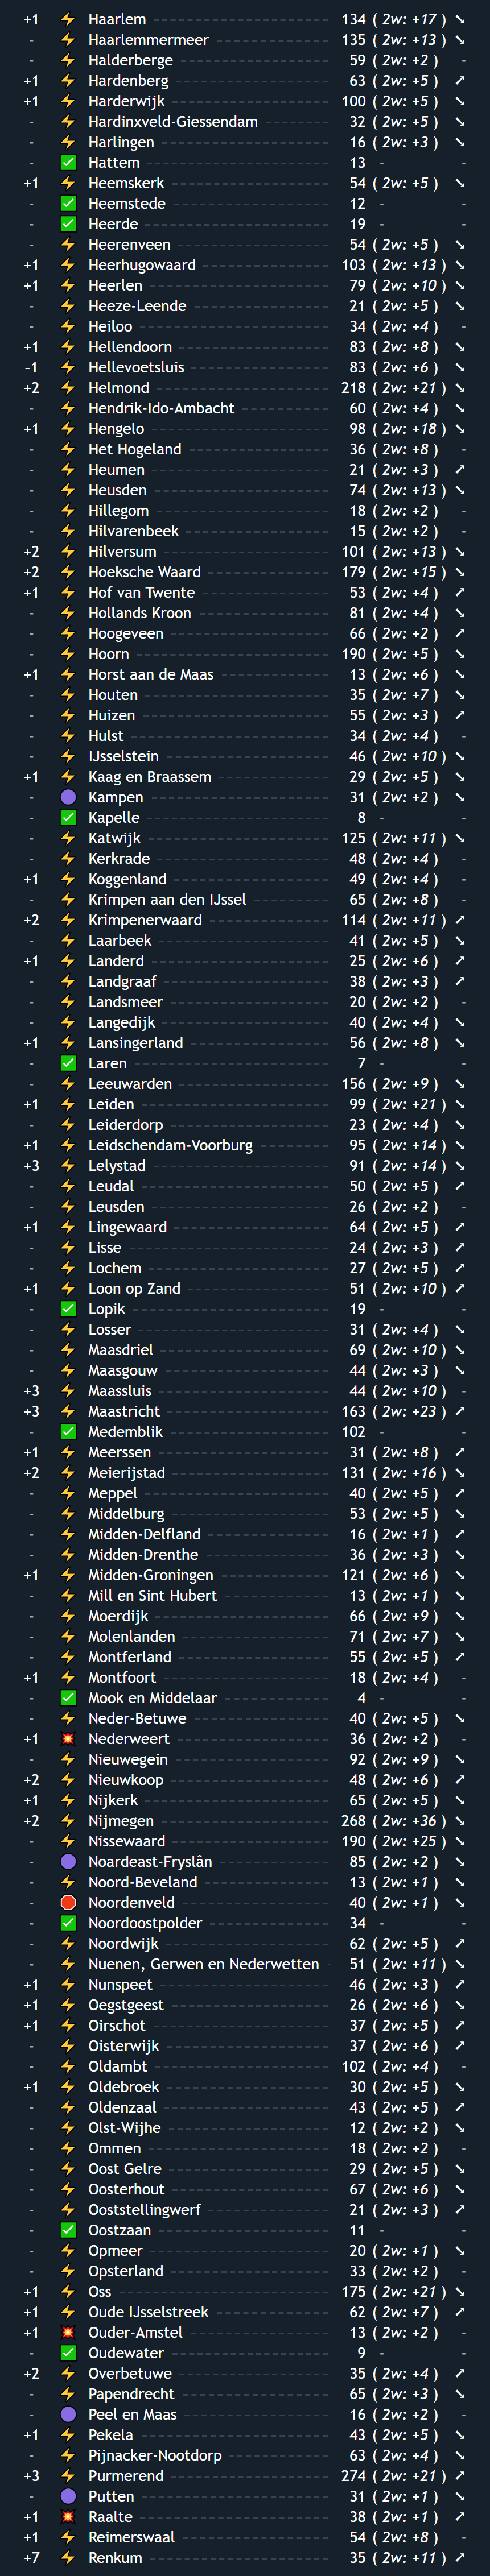 +1 ⚡ Haarlem 134 ( 2w: +17 ) ⭨
- ⚡ Haarlemmermeer 135 ( 2w: +13 ) ⭨
- ⚡ Halderberge 59 ( 2w: +2 ) -
+1 ⚡ Hardenberg 63 ( 2w: +5 ) ⭧
+1 ⚡ Harderwijk 100 ( 2w: +5 ) ⭨
- ⚡ Hardinxveld-Giessendam 32 ( 2w: +5 ) ⭨
- ⚡ Harlingen 16 ( 2w: +3 ) ⭨
- ✅ Hattem 13 - -
+1 ⚡ Heemskerk 54 ( 2w: +5 ) ⭨
- ✅ Heemstede 12 - -
- ✅ Heerde 19 - -
- ⚡ Heerenveen 54 ( 2w: +5 ) ⭨
+1 ⚡ Heerhugowaard 103 ( 2w: +13 ) ⭨
+1 ⚡ Heerlen 79 ( 2w: +10 ) ⭨
- ⚡ Heeze-Leende 21 ( 2w: +5 ) ⭨
- ⚡ Heiloo 34 ( 2w: +4 ) -
+1 ⚡ Hellendoorn 83 ( 2w: +8 ) ⭨
-1 ⚡ Hellevoetsluis 83 ( 2w: +6 ) ⭨
+2 ⚡ Helmond 218 ( 2w: +21 ) ⭨
- ⚡ Hendrik-Ido-Ambacht 60 ( 2w: +4 ) ⭨
+1 ⚡ Hengelo 98 ( 2w: +18 ) ⭨
- ⚡ Het Hogeland 36 ( 2w: +8 ) -
- ⚡ Heumen 21 ( 2w: +3 ) ⭧
- ⚡ Heusden 74 ( 2w: +13 ) ⭨
- ⚡ Hillegom 18 ( 2w: +2 ) -
- ⚡ Hilvarenbeek 15 ( 2w: +2 ) -
+2 ⚡ Hilversum 101 ( 2w: +13 ) ⭨
+2 ⚡ Hoeksche Waard 179 ( 2w: +15 ) ⭨
+1 ⚡ Hof van Twente 53 ( 2w: +4 ) ⭧
- ⚡ Hollands Kroon 81 ( 2w: +4 ) ⭨
- ⚡ Hoogeveen 66 ( 2w: +2 ) ⭧
- ⚡ Hoorn 190 ( 2w: +5 ) ⭨
+1 ⚡ Horst aan de Maas 13 ( 2w: +6 ) ⭨
- ⚡ Houten 35 ( 2w: +7 ) ⭨
- ⚡ Huizen 55 ( 2w: +3 ) ⭧
- ⚡ Hulst 34 ( 2w: +4 ) -
- ⚡ IJsselstein 46 ( 2w: +10 ) ⭨
+1 ⚡ Kaag en Braassem 29 ( 2w: +5 ) ⭨
- 🟣 Kampen 31 ( 2w: +2 ) ⭨
- ✅ Kapelle 8 - -
- ⚡ Katwijk 125 ( 2w: +11 ) ⭨
- ⚡ Kerkrade 48 ( 2w: +4 ) -
+1 ⚡ Koggenland 49 ( 2w: +4 ) -
- ⚡ Krimpen aan den IJssel 65 ( 2w: +8 ) -
+2 ⚡ Krimpenerwaard 114 ( 2w: +11 ) ⭧
- ⚡ Laarbeek 41 ( 2w: +5 ) ⭨
+1 ⚡ Landerd 25 ( 2w: +6 ) ⭧
- ⚡ Landgraaf 38 ( 2w: +3 ) ⭧
- ⚡ Landsmeer 20 ( 2w: +2 ) -
- ⚡ Langedijk 40 ( 2w: +4 ) ⭨
+1 ⚡ Lansingerland 56 ( 2w: +8 ) ⭨
- ✅ Laren 7 - -
- ⚡ Leeuwarden 156 ( 2w: +9 ) ⭨
+1 ⚡ Leiden 99 ( 2w: +21 ) ⭨
- ⚡ Leiderdorp 23 ( 2w: +4 ) ⭨
+1 ⚡ Leidschendam-Voorburg 95 ( 2w: +14 ) ⭨
+3 ⚡ Lelystad 91 ( 2w: +14 ) ⭨
- ⚡ Leudal 50 ( 2w: +5 ) ⭧
- ⚡ Leusden 26 ( 2w: +2 ) -
+1 ⚡ Lingewaard 64 ( 2w: +5 ) ⭧
- ⚡ Lisse 24 ( 2w: +3 ) ⭧
- ⚡ Lochem 27 ( 2w: +5 ) ⭧
+1 ⚡ Loon op Zand 51 ( 2w: +10 ) ⭧
- ✅ Lopik 19 - -
- ⚡ Losser 31 ( 2w: +4 ) ⭨
- ⚡ Maasdriel 69 ( 2w: +10 ) ⭨
- ⚡ Maasgouw 44 ( 2w: +3 ) ⭨
+3 ⚡ Maassluis 44 ( 2w: +10 ) -
+3 ⚡ Maastricht 163 ( 2w: +23 ) ⭧
- ✅ Medemblik 102 - -
+1 ⚡ Meerssen 31 ( 2w: +8 ) ⭧
+2 ⚡ Meierijstad 131 ( 2w: +16 ) ⭨
- ⚡ Meppel 40 ( 2w: +5 ) ⭧
- ⚡ Middelburg 53 ( 2w: +5 ) ⭨
- ⚡ Midden-Delfland 16 ( 2w: +1 ) ⭧
- ⚡ Midden-Drenthe 36 ( 2w: +3 ) ⭨
+1 ⚡ Midden-Groningen 121 ( 2w: +6 ) ⭨
- ⚡ Mill en Sint Hubert 13 ( 2w: +1 ) ⭨
- ⚡ Moerdijk 66 ( 2w: +9 ) ⭨
- ⚡ Molenlanden 71 ( 2w: +7 ) ⭨
- ⚡ Montferland 55 ( 2w: +5 ) ⭧
+1 ⚡ Montfoort 18 ( 2w: +4 ) -
- ✅ Mook en Middelaar 4 - -
- ⚡ Neder-Betuwe 40 ( 2w: +5 ) ⭨
+1 💥 Nederweert 36 ( 2w: +2 ) -
- ⚡ Nieuwegein 92 ( 2w: +9 ) ⭨
+2 ⚡ Nieuwkoop 48 ( 2w: +6 ) ⭧
+1 ⚡ Nijkerk 65 ( 2w: +5 ) ⭨
+2 ⚡ Nijmegen 268 ( 2w: +36 ) ⭨
- ⚡ Nissewaard 190 ( 2w: +25 ) ⭨
- 🟣 Noardeast-Fryslân 85 ( 2w: +2 ) ⭨
- ⚡ Noord-Beveland 13 ( 2w: +1 ) ⭨
- 🛑 Noordenveld 40 ( 2w: +1 ) ⭨
- ✅ Noordoostpolder 34 - -
- ⚡ Noordwijk 62 ( 2w: +5 ) ⭧
- ⚡ Nuenen, Gerwen en Nederwetten 51 ( 2w: +11 ) ⭨
+1 ⚡ Nunspeet 46 ( 2w: +3 ) ⭧
+1 ⚡ Oegstgeest 26 ( 2w: +6 ) ⭨
+1 ⚡ Oirschot 37 ( 2w: +5 ) ⭧
- ⚡ Oisterwijk 37 ( 2w: +6 ) ⭧
- ⚡ Oldambt 102 ( 2w: +4 ) -
+1 ⚡ Oldebroek 30 ( 2w: +5 ) ⭨
- ⚡ Oldenzaal 43 ( 2w: +5 ) ⭧
- ⚡ Olst-Wijhe 12 ( 2w: +2 ) ⭨
- ⚡ Ommen 18 ( 2w: +2 ) -
- ⚡ Oost Gelre 29 ( 2w: +5 ) ⭨
- ⚡ Oosterhout 67 ( 2w: +6 ) ⭨
- ⚡ Ooststellingwerf 21 ( 2w: +3 ) ⭧
- ✅ Oostzaan 11 - -
- ⚡ Opmeer 20 ( 2w: +1 ) ⭨
- ⚡ Opsterland 33 ( 2w: +2 ) -
+1 ⚡ Oss 175 ( 2w: +21 ) ⭨
+1 ⚡ Oude IJsselstreek 62 ( 2w: +7 ) ⭧
+1 💥 Ouder-Amstel 13 ( 2w: +2 ) -
- ✅ Oudewater 9 - -
+2 ⚡ Overbetuwe 35 ( 2w: +4 ) ⭧
- ⚡ Papendrecht 65 ( 2w: +3 ) ⭨
- 🟣 Peel en Maas 16 ( 2w: +2 ) -
+1 ⚡ Pekela 43 ( 2w: +5 ) ⭨
- ⚡ Pijnacker-Nootdorp 63 ( 2w: +4 ) ⭨
+3 ⚡ Purmerend 274 ( 2w: +21 ) ⭧
- 🟣 Putten 31 ( 2w: +1 ) ⭨
+1 💥 Raalte 38 ( 2w: +1 ) ⭧
+1 ⚡ Reimerswaal 54 ( 2w: +8 ) -
+7 ⚡ Renkum 35 ( 2w: +11 ) ⭧